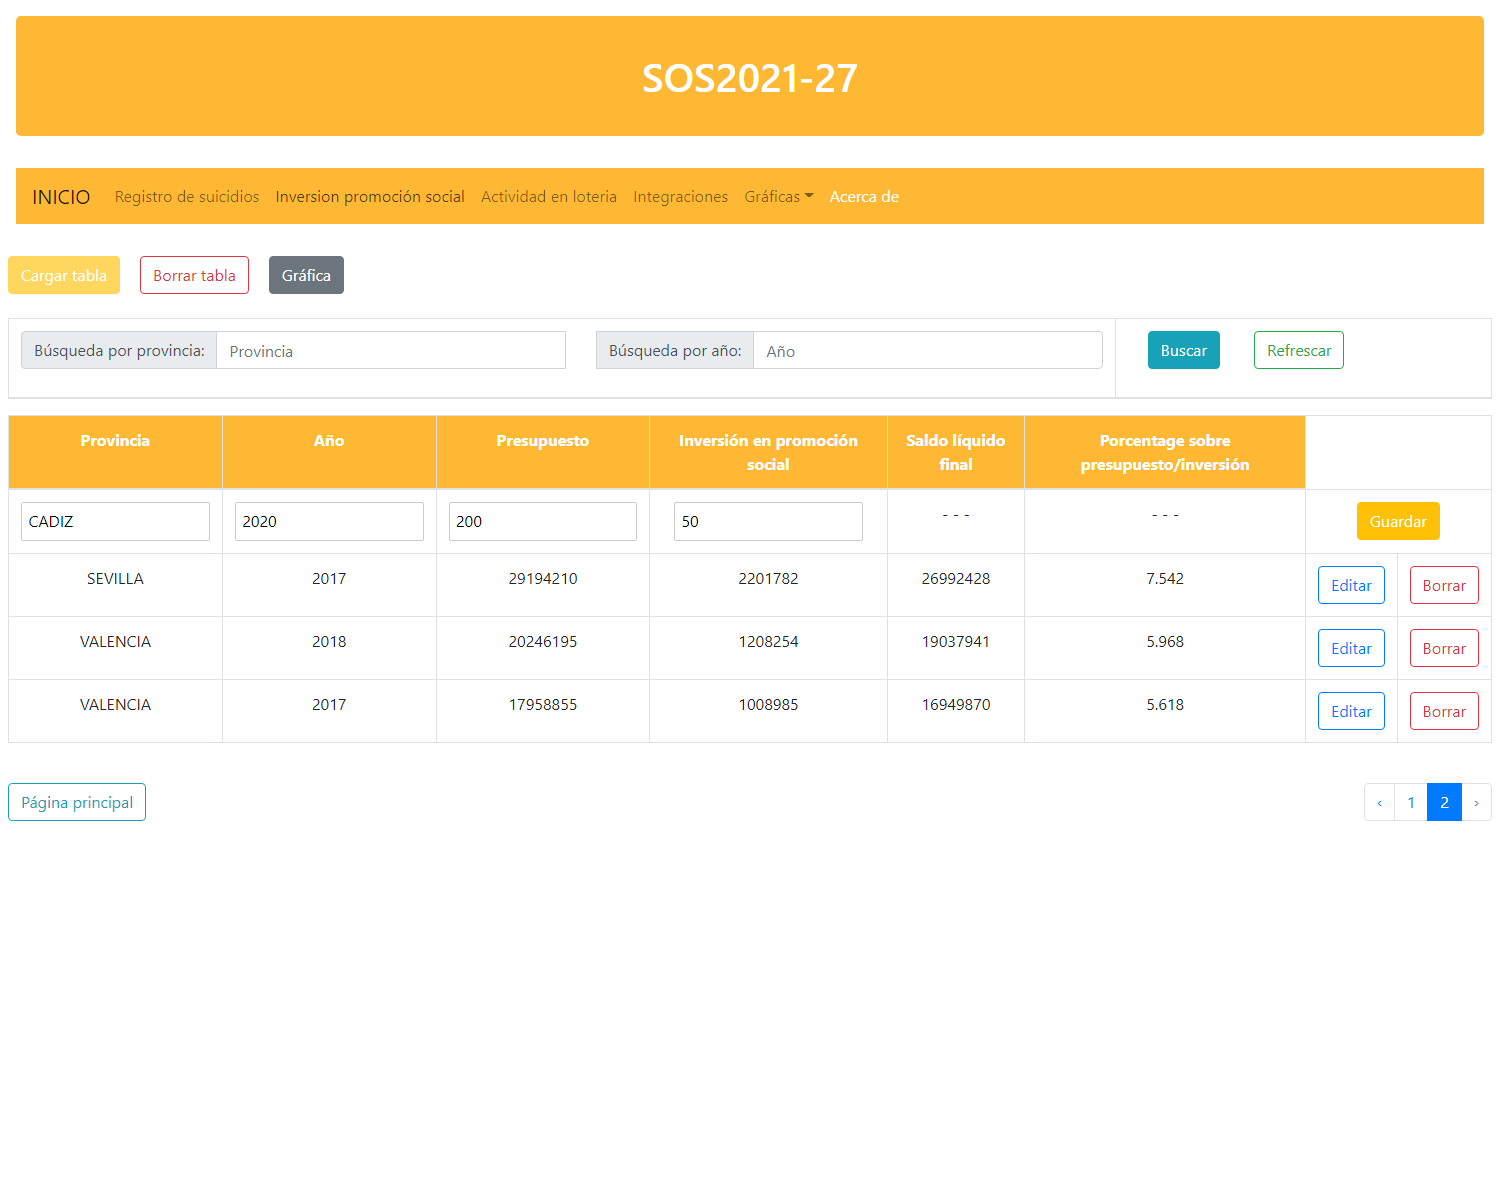 SOS2021-27
INICIO Registro de suicidios Inversion promoción social Actividad en loteria Integraciones Gráficas Acerca de
Cargar tabla Borrar tabla Gráfica
Búsqueda por provincia: Provincia Búsqueda por año: Año Buscar Refrescar
Provincia Año Presupuesto Inversión en promoción social Saldo líquido final Porcentage sobre presupuesto/inversión
CADIZ 2020 200 50 - - - - - - Guardar
SEVILLA 2017 29194210 2201782 26992428 7.542 Editar Borrar
VALENCIA 2018 20246195 1208254 19037941 5.968 Editar Borrar
VALENCIA 2017 17958855 1008985 16949870 5.618 Editar Borrar
Página principal ‹ 1 2 ›